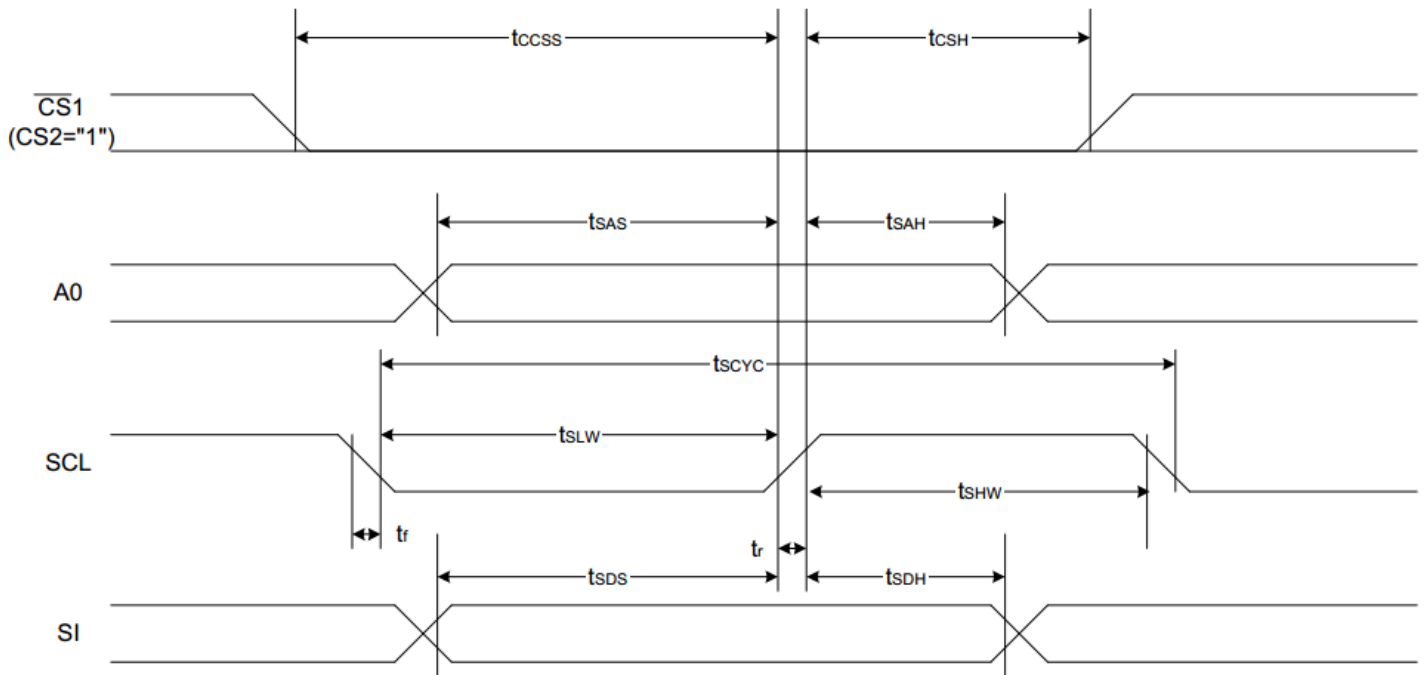 tCCSS
tCSH
CS1
(CS2="1")
tSAS
tSAH
A0
tSCYC
tSLW
SCL
tSHW
tf
tr
tSDS
tSDH
SI